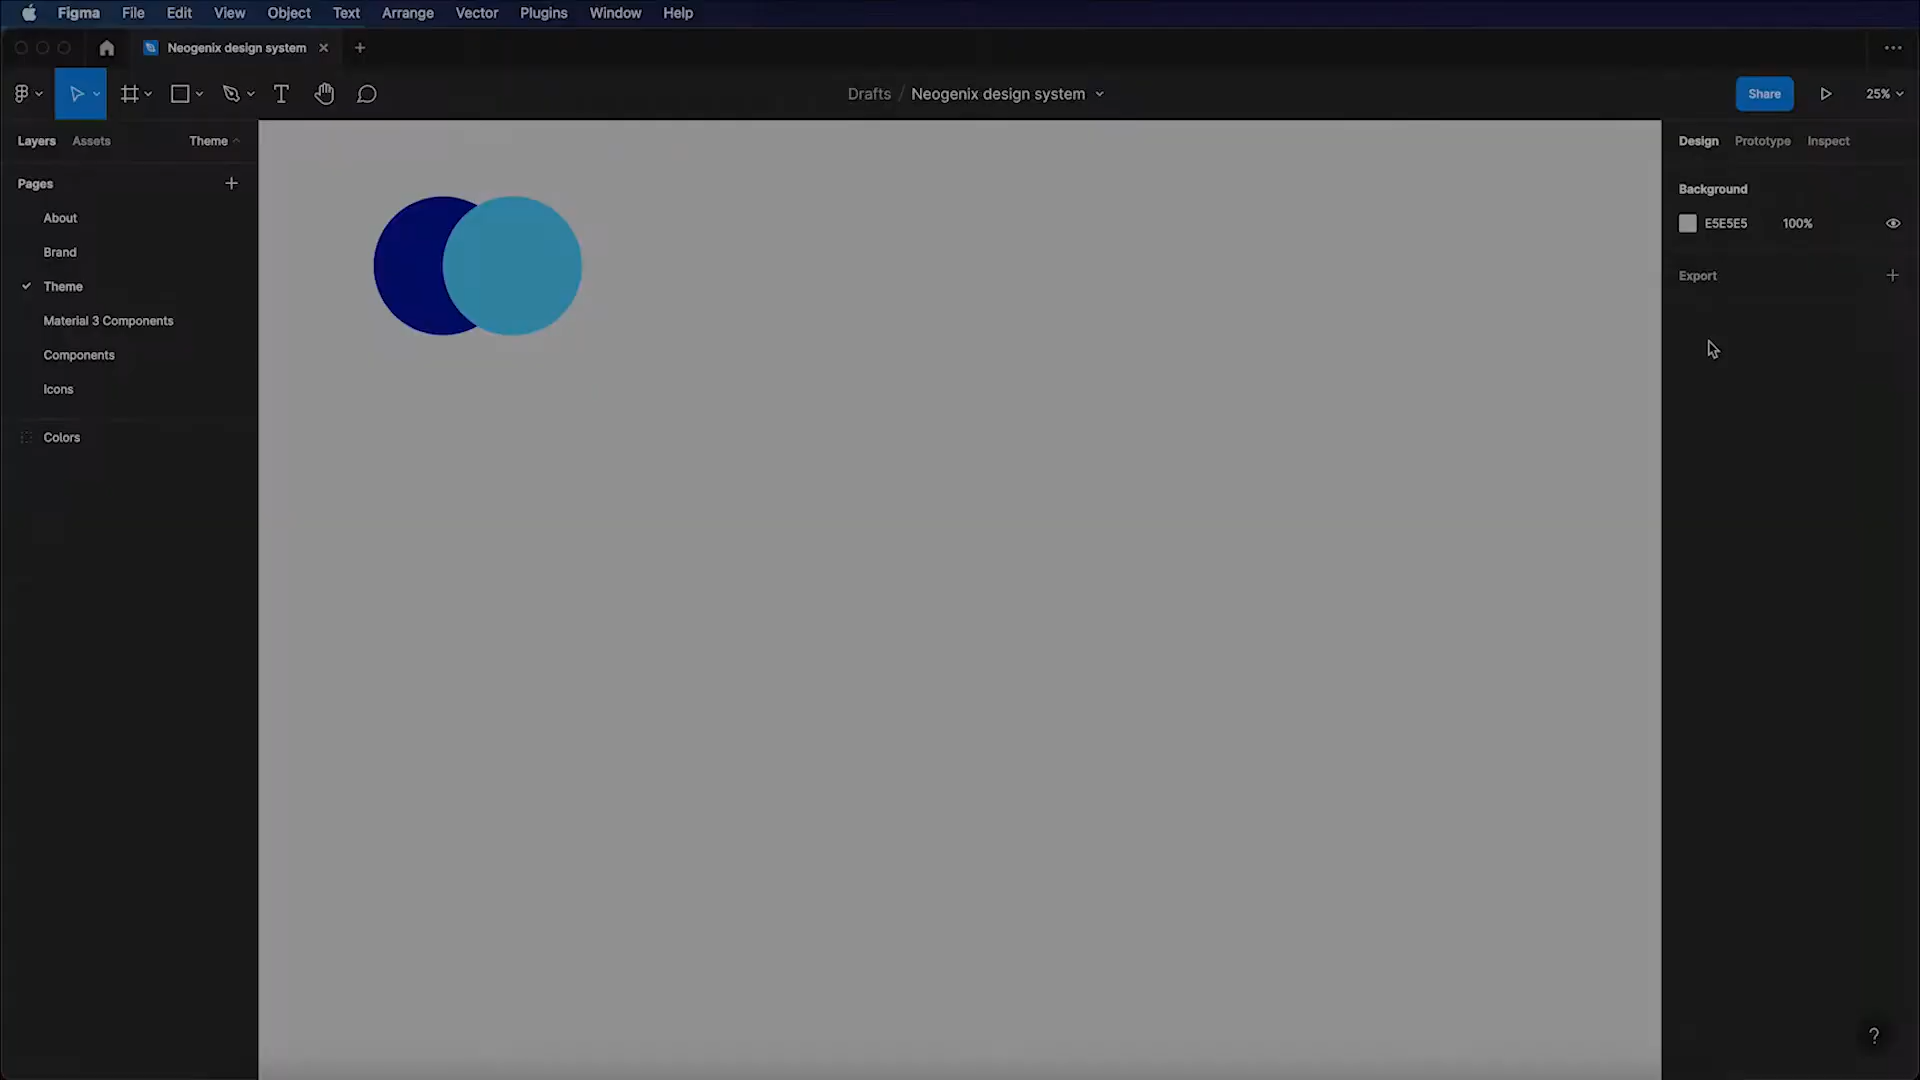 Figma File Edit View Object Text Arrange Vector Plugins Window Help
Neogenix design system
Drafts / Neogenix design system
Share
25%
Layers Assets Theme
Design Prototype Inspect
Pages
Background
About
E5E5E5 100%
Brand
Export
Theme
Material 3 Components
Components
Icons
Colors
?